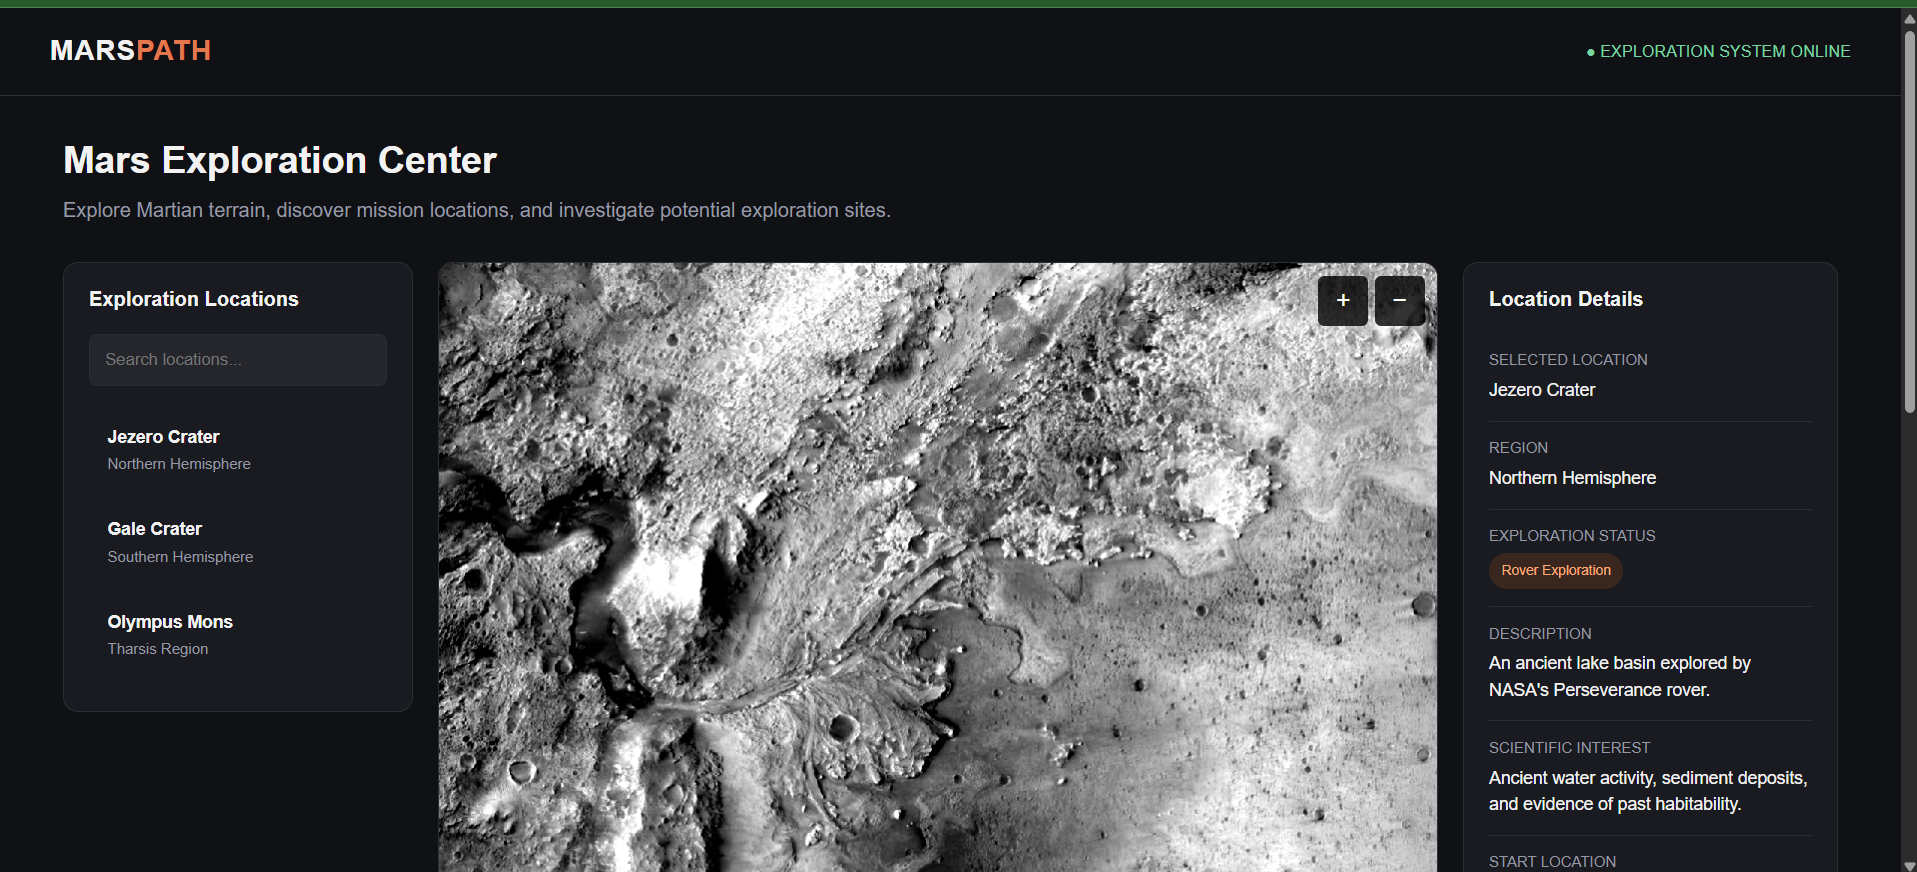 MARSPATH
● EXPLORATION SYSTEM ONLINE
Mars Exploration Center
Explore Martian terrain, discover mission locations, and investigate potential exploration sites.
Exploration Locations
Search locations...
Jezero Crater
Northern Hemisphere
Gale Crater
Southern Hemisphere
Olympus Mons
Tharsis Region
+
−
Location Details
SELECTED LOCATION
Jezero Crater
REGION
Northern Hemisphere
EXPLORATION STATUS
Rover Exploration
DESCRIPTION
An ancient lake basin explored by
NASA's Perseverance rover.
SCIENTIFIC INTEREST
Ancient water activity, sediment deposits,
and evidence of past habitability.
START LOCATION